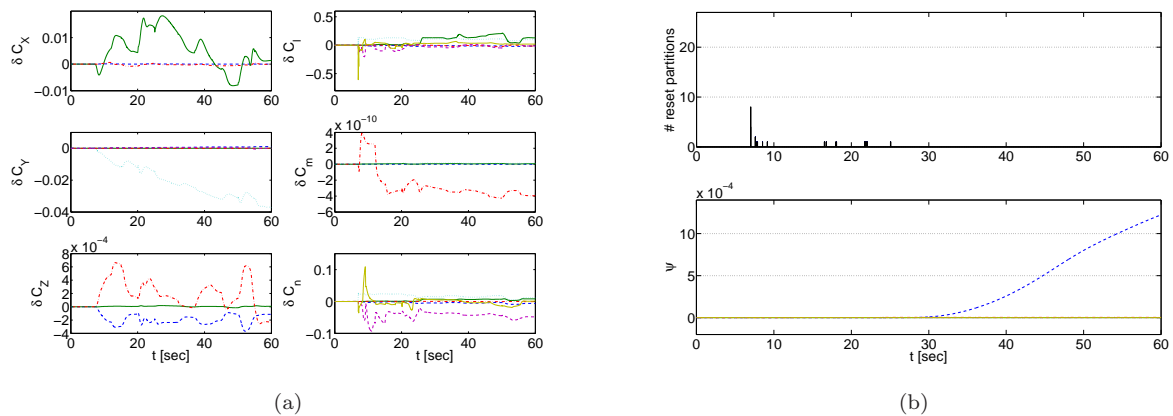 δ C_X
0.01
0
−0.01
0 20 40 60
δ C_l
0.5
0
−0.5
0 20 40 60
δ C_Y
0
−0.02
−0.04
0 20 40 60
x 10^−10
δ C_m
4
2
0
−2
−4
−6
0 20 40 60
x 10^−4
δ C_Z
8
6
4
2
0
−2
−4
0 20 40 60
t [sec]
δ C_n
0.1
0
−0.1
0 20 40 60
t [sec]
(a)
# reset partitions
20
10
0
0 10 20 30 40 50 60
x 10^−4
ψ
10
5
0
0 10 20 30 40 50 60
t [sec]
(b)